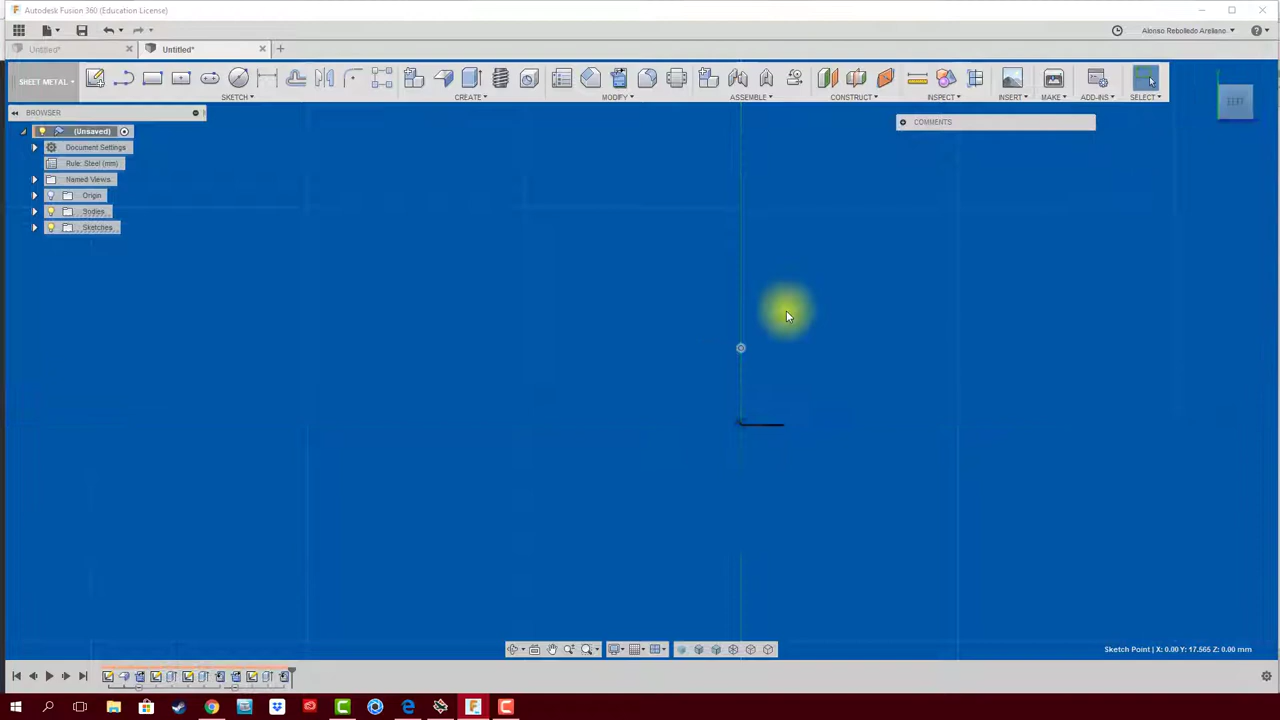 Autodesk Fusion 360 (Education License)
Alonso Rebolledo Arellano
Untitled*
Untitled*
SHEET METAL
SKETCH
CREATE
MODIFY
ASSEMBLE
CONSTRUCT
INSPECT
INSERT
MAKE
ADD-INS
SELECT
BROWSER
COMMENTS
LEFT
(Unsaved)
Document Settings
Rule: Steel (mm)
Named Views
Origin
Bodies
Sketches
Sketch Point | X: 0.00 Y: 17.565 Z: 0.00 mm